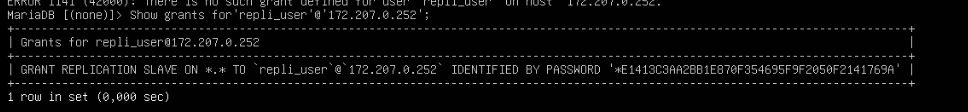 ERROR 1141 (42000): There is no such grant defined for user 'repli_user' on host '172.207.0.252.'
MariaDB [(none)]> Show grants for'repli_user'@'172.207.0.252';
| Grants for repli_user@172.207.0.252 |
| GRANT REPLICATION SLAVE ON *.* TO `repli_user`@`172.207.0.252` IDENTIFIED BY PASSWORD '*E1413C3AA2BB1E870F354695F9F2050F2141769A' |
1 row in set (0,000 sec)